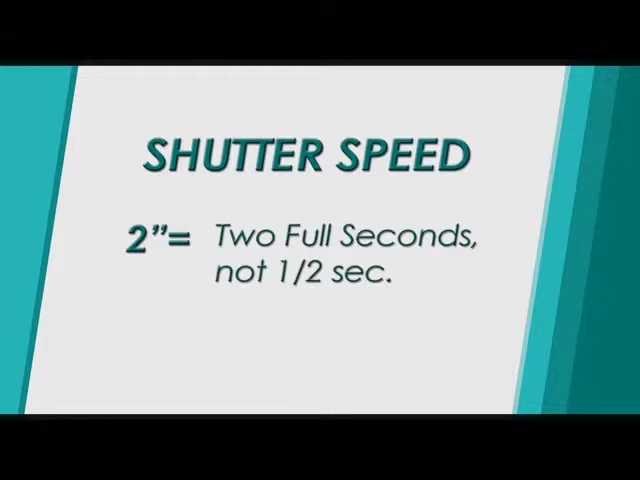 SHUTTER SPEED
2”= Two Full Seconds,
not 1/2 sec.